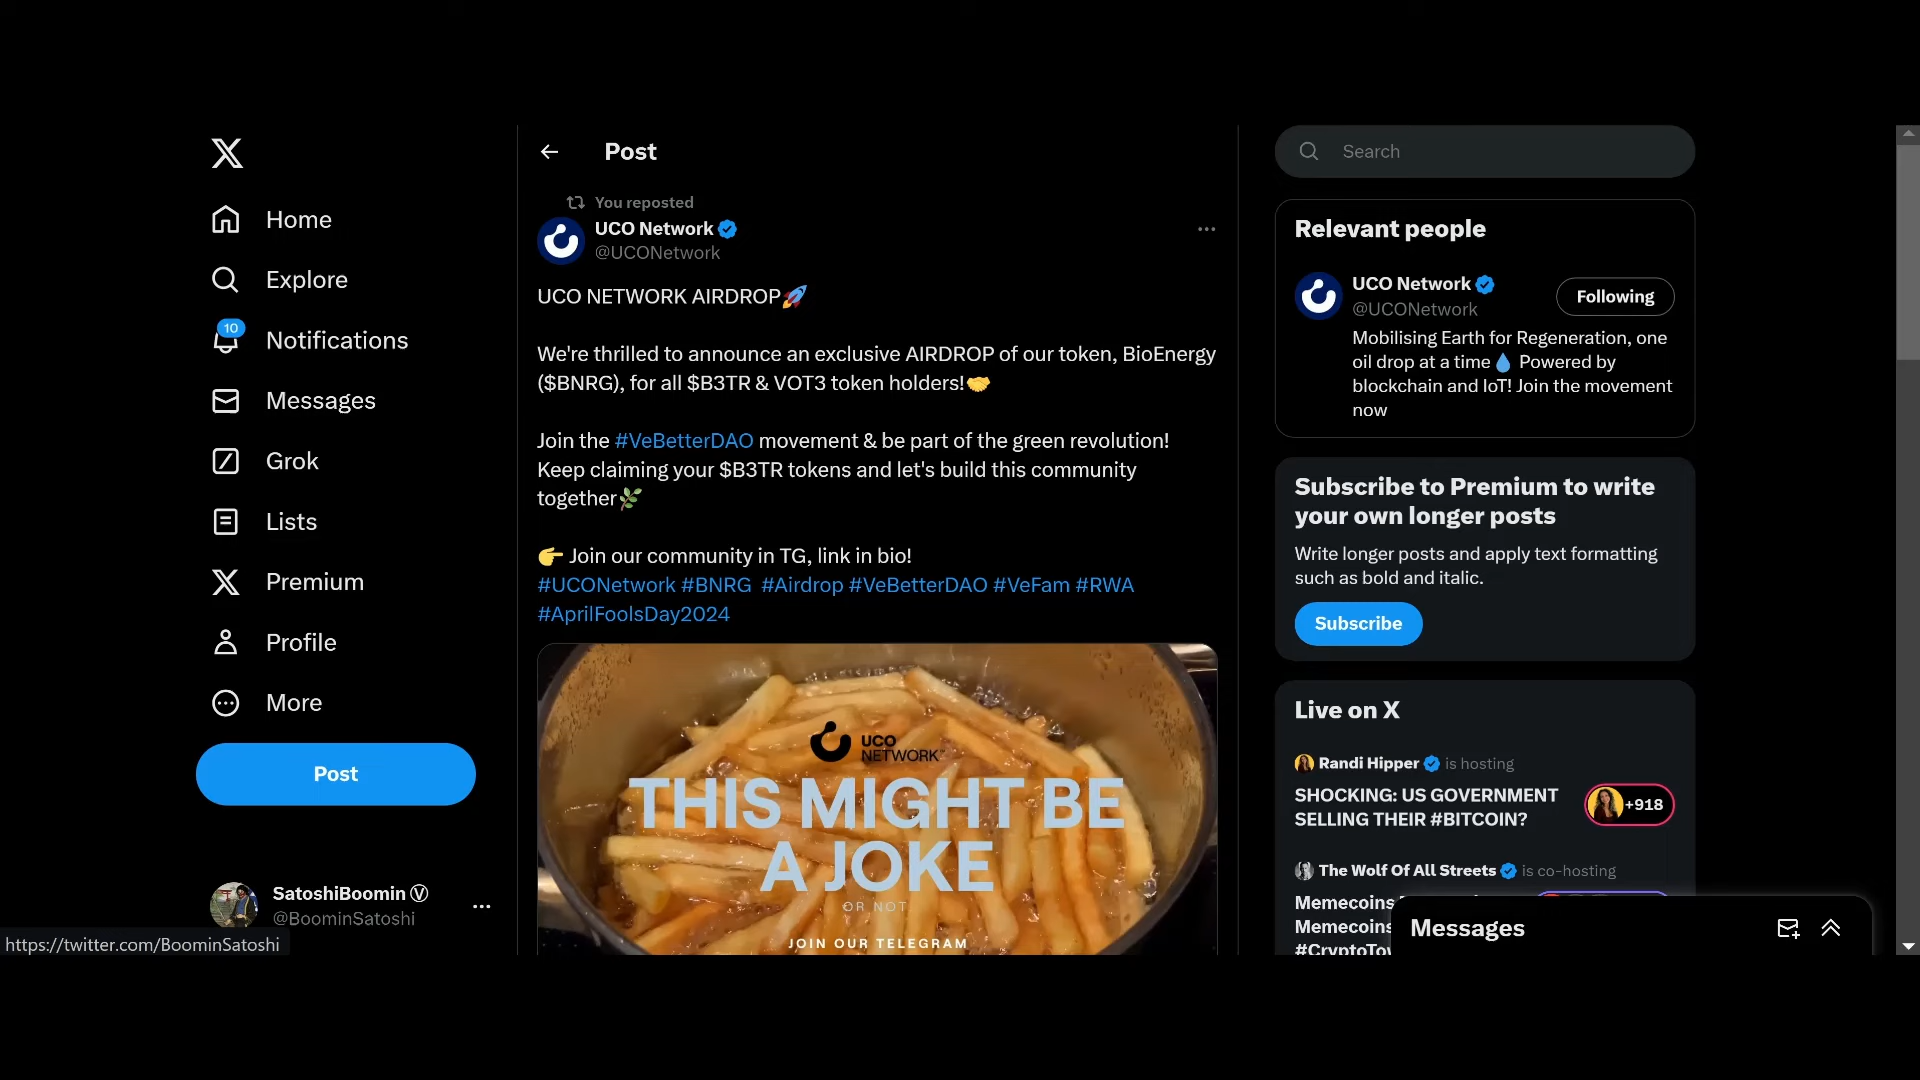 Home
Explore
10
Notifications
Messages
Grok
Lists
Premium
Profile
More
Post
SatoshiBoomin Ⓥ
@BoominSatoshi
https://twitter.com/BoominSatoshi
Post
You reposted
UCO Network
@UCONetwork
UCO NETWORK AIRDROP🚀
We're thrilled to announce an exclusive AIRDROP of our token, BioEnergy
($BNRG), for all $B3TR & VOT3 token holders!🤝
Join the #VeBetterDAO movement & be part of the green revolution!
Keep claiming your $B3TR tokens and let's build this community
together🌿
👉 Join our community in TG, link in bio!
#UCONetwork #BNRG #Airdrop #VeBetterDAO #VeFam #RWA
#AprilFoolsDay2024
UCO
NETWORK™
THIS MIGHT BE
A JOKE
OR NOT
JOIN OUR TELEGRAM
Search
Relevant people
UCO Network
@UCONetwork
Following
Mobilising Earth for Regeneration, one
oil drop at a time💧 Powered by
blockchain and IoT! Join the movement
now
Subscribe to Premium to write
your own longer posts
Write longer posts and apply text formatting
such as bold and italic.
Subscribe
Live on X
Randi Hipper is hosting
SHOCKING: US GOVERNMENT
SELLING THEIR #BITCOIN?
+918
The Wolf Of All Streets is co-hosting
Memecoins
Memecoins
Messages